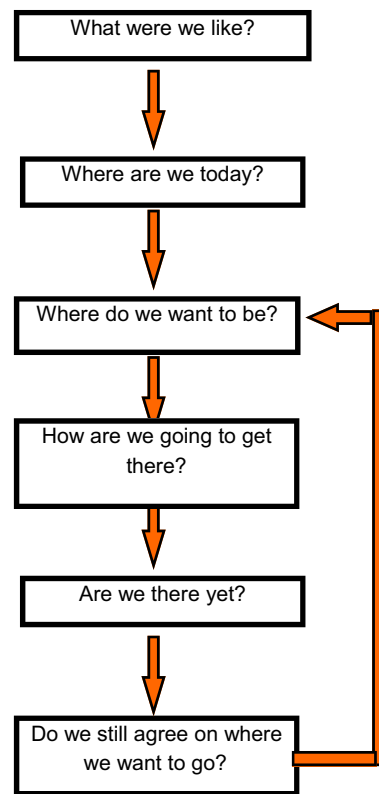 What were we like?
Where are we today?
Where do we want to be?
How are we going to get
there?
Are we there yet?
Do we still agree on where
we want to go?